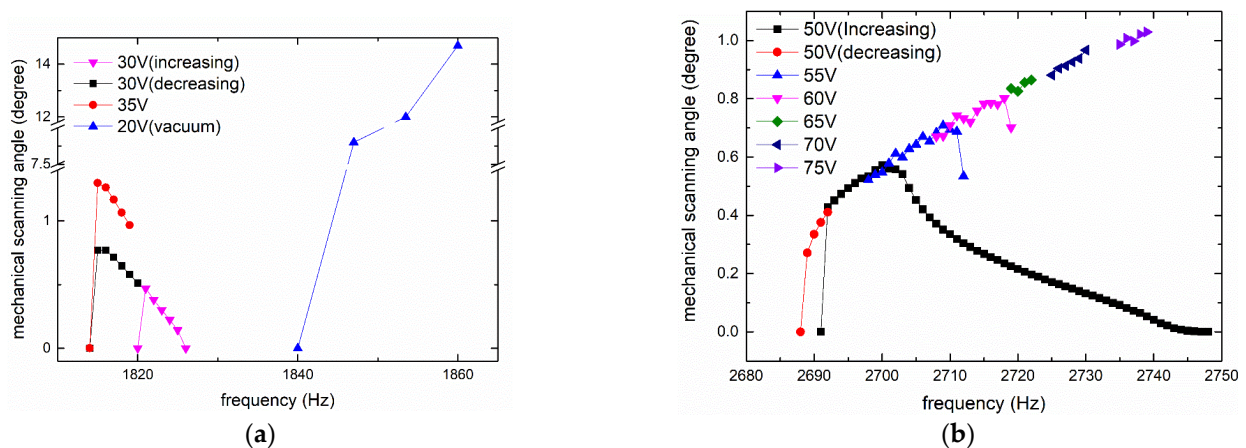 14
12
7.5
1
0
mechanical scanning angle (degree)
30V(increasing)
30V(decreasing)
35V
20V(vacuum)
1820
1840
1860
frequency (Hz)
(a)
1.0
0.8
0.6
0.4
0.2
0.0
mechanical scanning angle (degree)
50V(Increasing)
50V(decreasing)
55V
60V
65V
70V
75V
2680
2690
2700
2710
2720
2730
2740
2750
frequency (Hz)
(b)